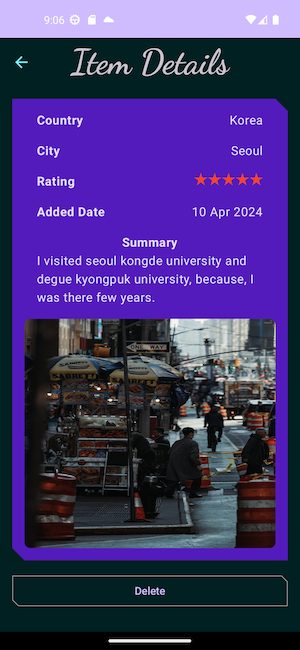 9:06
Item Details
Country Korea
City Seoul
Rating
Added Date 10 Apr 2024
Summary
I visited seoul kongde university and
degue kyongpuk university, because, I
was there few years.
ONE WAY
SABRETT
Delete